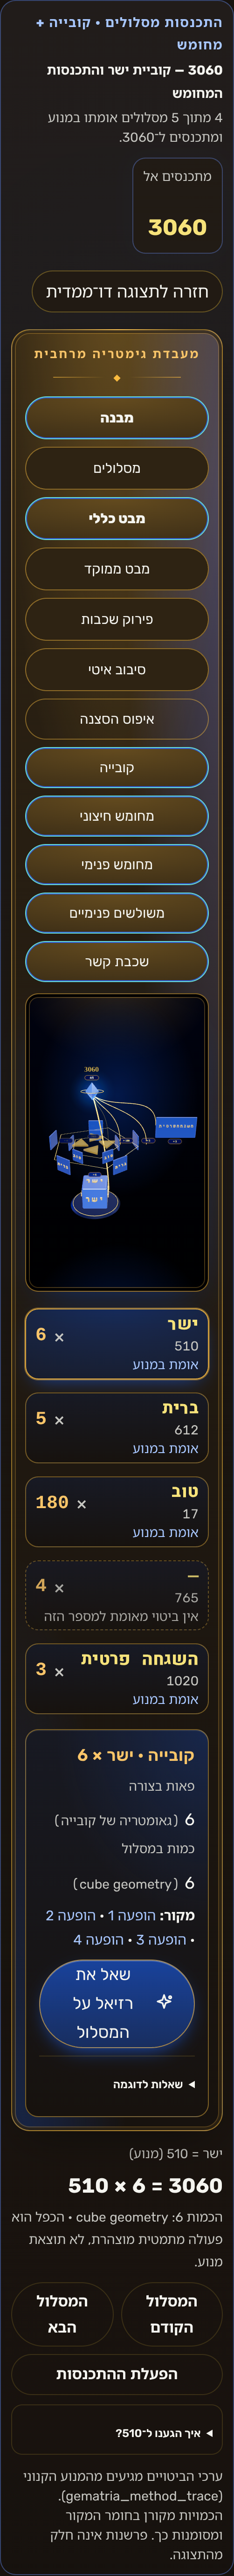 התכנסות מסלולים • קובייה +
מחומש
3060 — קוביית ישר והתכנסות
המחומש
4 מתוך 5 מסלולים אומתו במנוע
ומתכנסים ל־3060.
מתכנסים אל
3060
חזרה לתצוגה דו־ממדית
מעבדת גימטריה מרחבית
מבנה
מסלולים
מבט כללי
מבט ממוקד
פירוק שכבות
סיבוב איטי
איפוס הסצנה
קובייה
מחומש חיצוני
מחומש פנימי
משולשים פנימיים
שכבת קשר
3060
ישר
ישר
ישר
× 6
510
אומת במנוע
ברית
× 5
612
אומת במנוע
טוב
× 180
17
אומת במנוע
—
× 4
765
אין ביטוי מאומת למספר הזה
השגחה פרטית
× 3
1020
אומת במנוע
קובייה • ישר × 6
פאות בצורה
6 (גאומטריה של קובייה)
כמות במסלול
6 (cube geometry)
מקור: הופעה 1 • הופעה 2
• הופעה 3 • הופעה 4
שאל את
רזיאל על
המסלול
◀ שאלות לדוגמה
ישר = 510 (מנוע)
510 × 6 = 3060
הכמות 6: cube geometry • הכפל הוא
פעולה מתמטית מוצהרת, לא תוצאת
מנוע.
המסלול
הקודם
המסלול
הבא
הפעלת ההתכנסות
◀ איך הגענו ל־510?
ערכי הביטויים מגיעים מהמנוע הקנוני
(gematria_method_trace).
הכמויות מקורן בחומר המקור
ומסומנות כך. פרשנות אינה חלק
מהתצוגה.